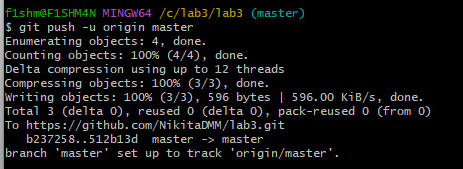 f1shm@F1SHM4N MINGW64 /c/lab3/lab3 (master)
$ git push -u origin master
Enumerating objects: 4, done.
Counting objects: 100% (4/4), done.
Delta compression using up to 12 threads
Compressing objects: 100% (3/3), done.
Writing objects: 100% (3/3), 596 bytes | 596.00 KiB/s, done.
Total 3 (delta 0), reused 0 (delta 0), pack-reused 0 (from 0)
To https://github.com/NikitaDMM/lab3.git
   b237258..512b13d  master -> master
branch 'master' set up to track 'origin/master'.